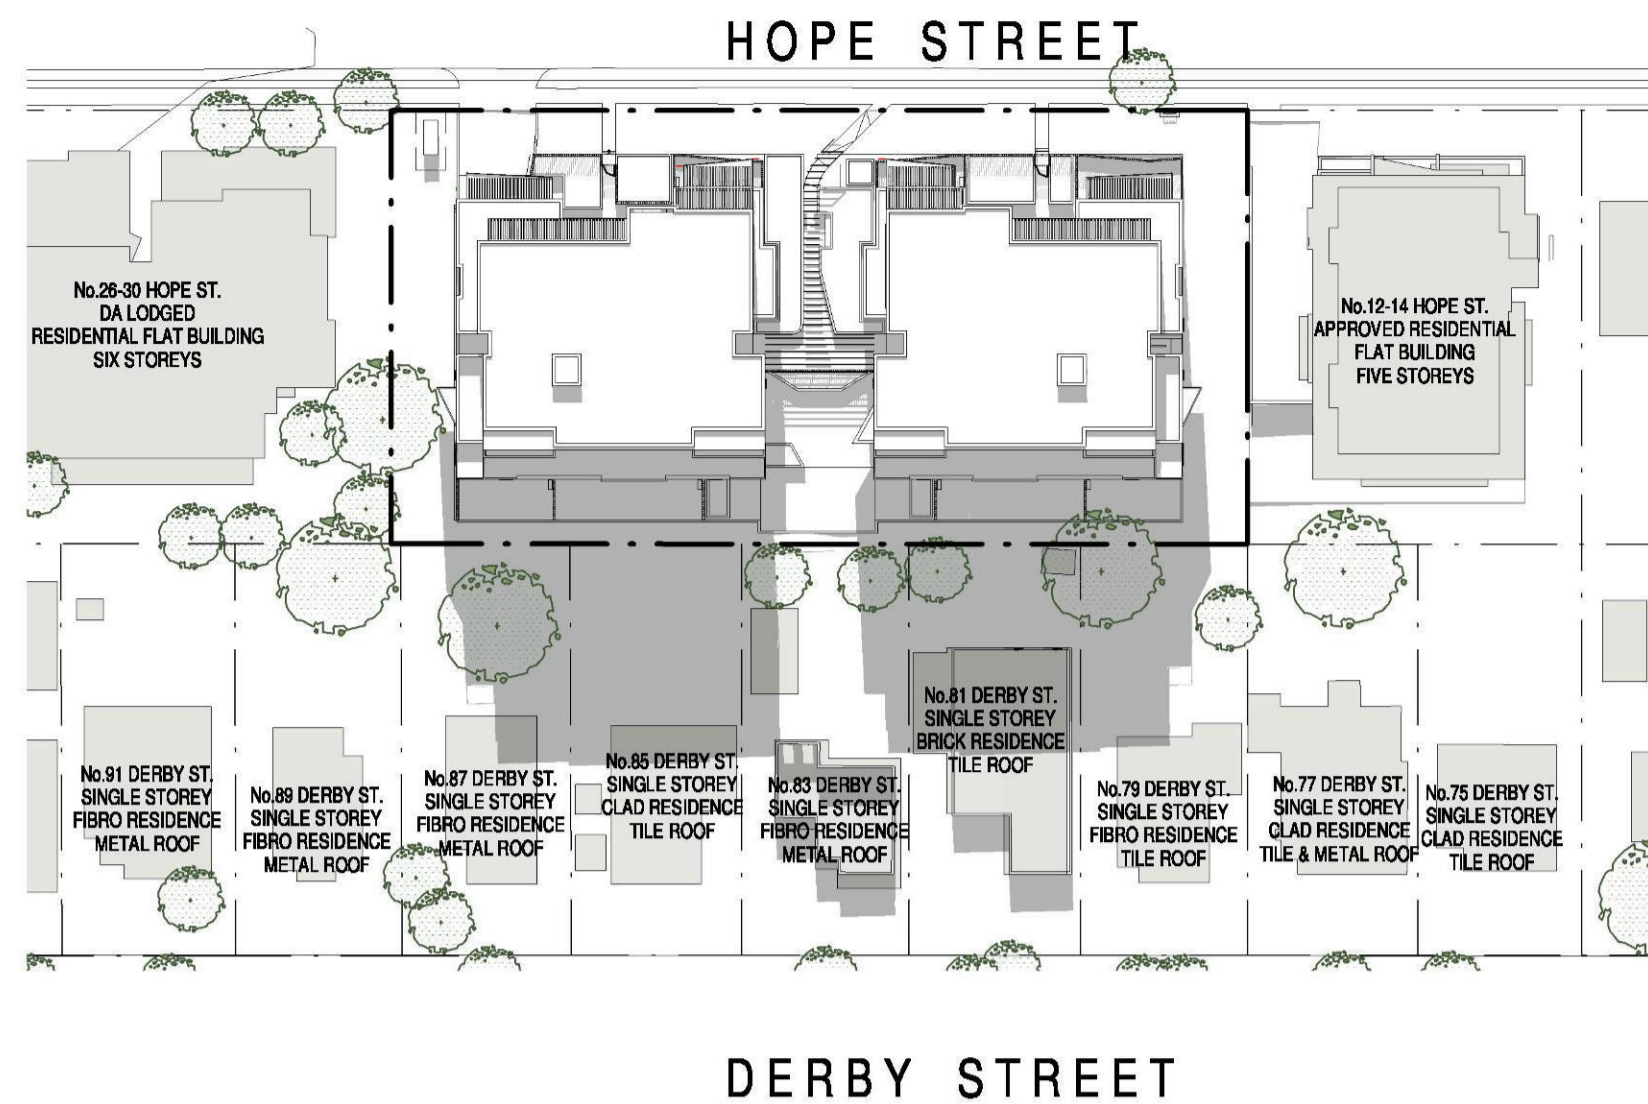 HOPE STREET
No.26-30 HOPE ST.
DA LODGED
RESIDENTIAL FLAT BUILDING
SIX STOREYS
No.12-14 HOPE ST.
APPROVED RESIDENTIAL
FLAT BUILDING
FIVE STOREYS
No.91 DERBY ST.
SINGLE STOREY
FIBRO RESIDENCE
METAL ROOF
No.89 DERBY ST.
SINGLE STOREY
FIBRO RESIDENCE
METAL ROOF
No.87 DERBY ST.
SINGLE STOREY
FIBRO RESIDENCE
METAL ROOF
No.85 DERBY ST.
SINGLE STOREY
CLAD RESIDENCE
TILE ROOF
No.83 DERBY ST.
SINGLE STOREY
FIBRO RESIDENCE
METAL ROOF
No.81 DERBY ST.
SINGLE STOREY
BRICK RESIDENCE
TILE ROOF
No.79 DERBY ST.
SINGLE STOREY
FIBRO RESIDENCE
TILE ROOF
No.77 DERBY ST.
SINGLE STOREY
CLAD RESIDENCE
TILE & METAL ROOF
No.75 DERBY ST.
SINGLE STOREY
CLAD RESIDENCE
TILE ROOF
DERBY STREET